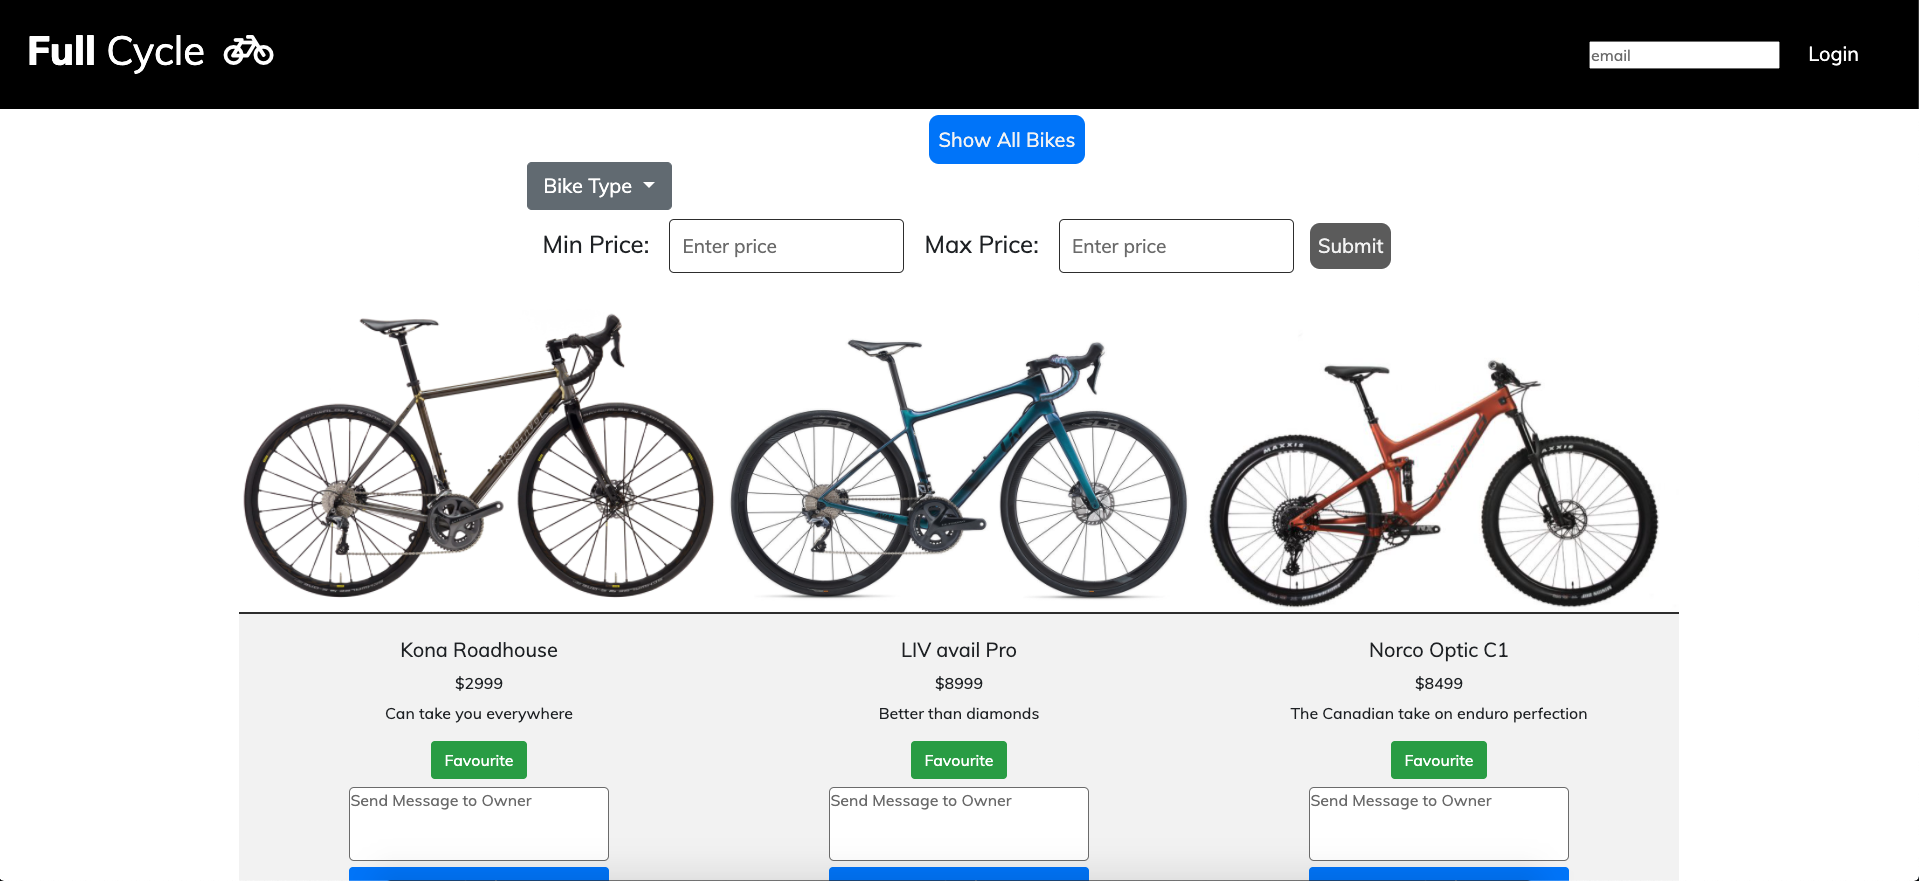 Full Cycle
email
Login
Show All Bikes
Bike Type
Min Price:
Enter price
Max Price:
Enter price
Submit
MAXXIS
MAXXIS
Kona Roadhouse
LIV avail Pro
Norco Optic C1
$2999
$8999
$8499
Can take you everywhere
Better than diamonds
The Canadian take on enduro perfection
Favourite
Favourite
Favourite
Send Message to Owner
Send Message to Owner
Send Message to Owner